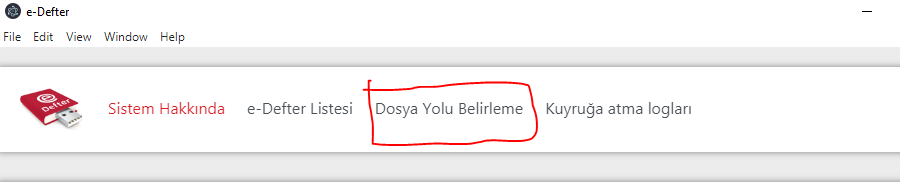 e-Defter
File Edit View Window Help
e Defter
Sistem Hakkında e-Defter Listesi Dosya Yolu Belirleme Kuyruğa atma logları